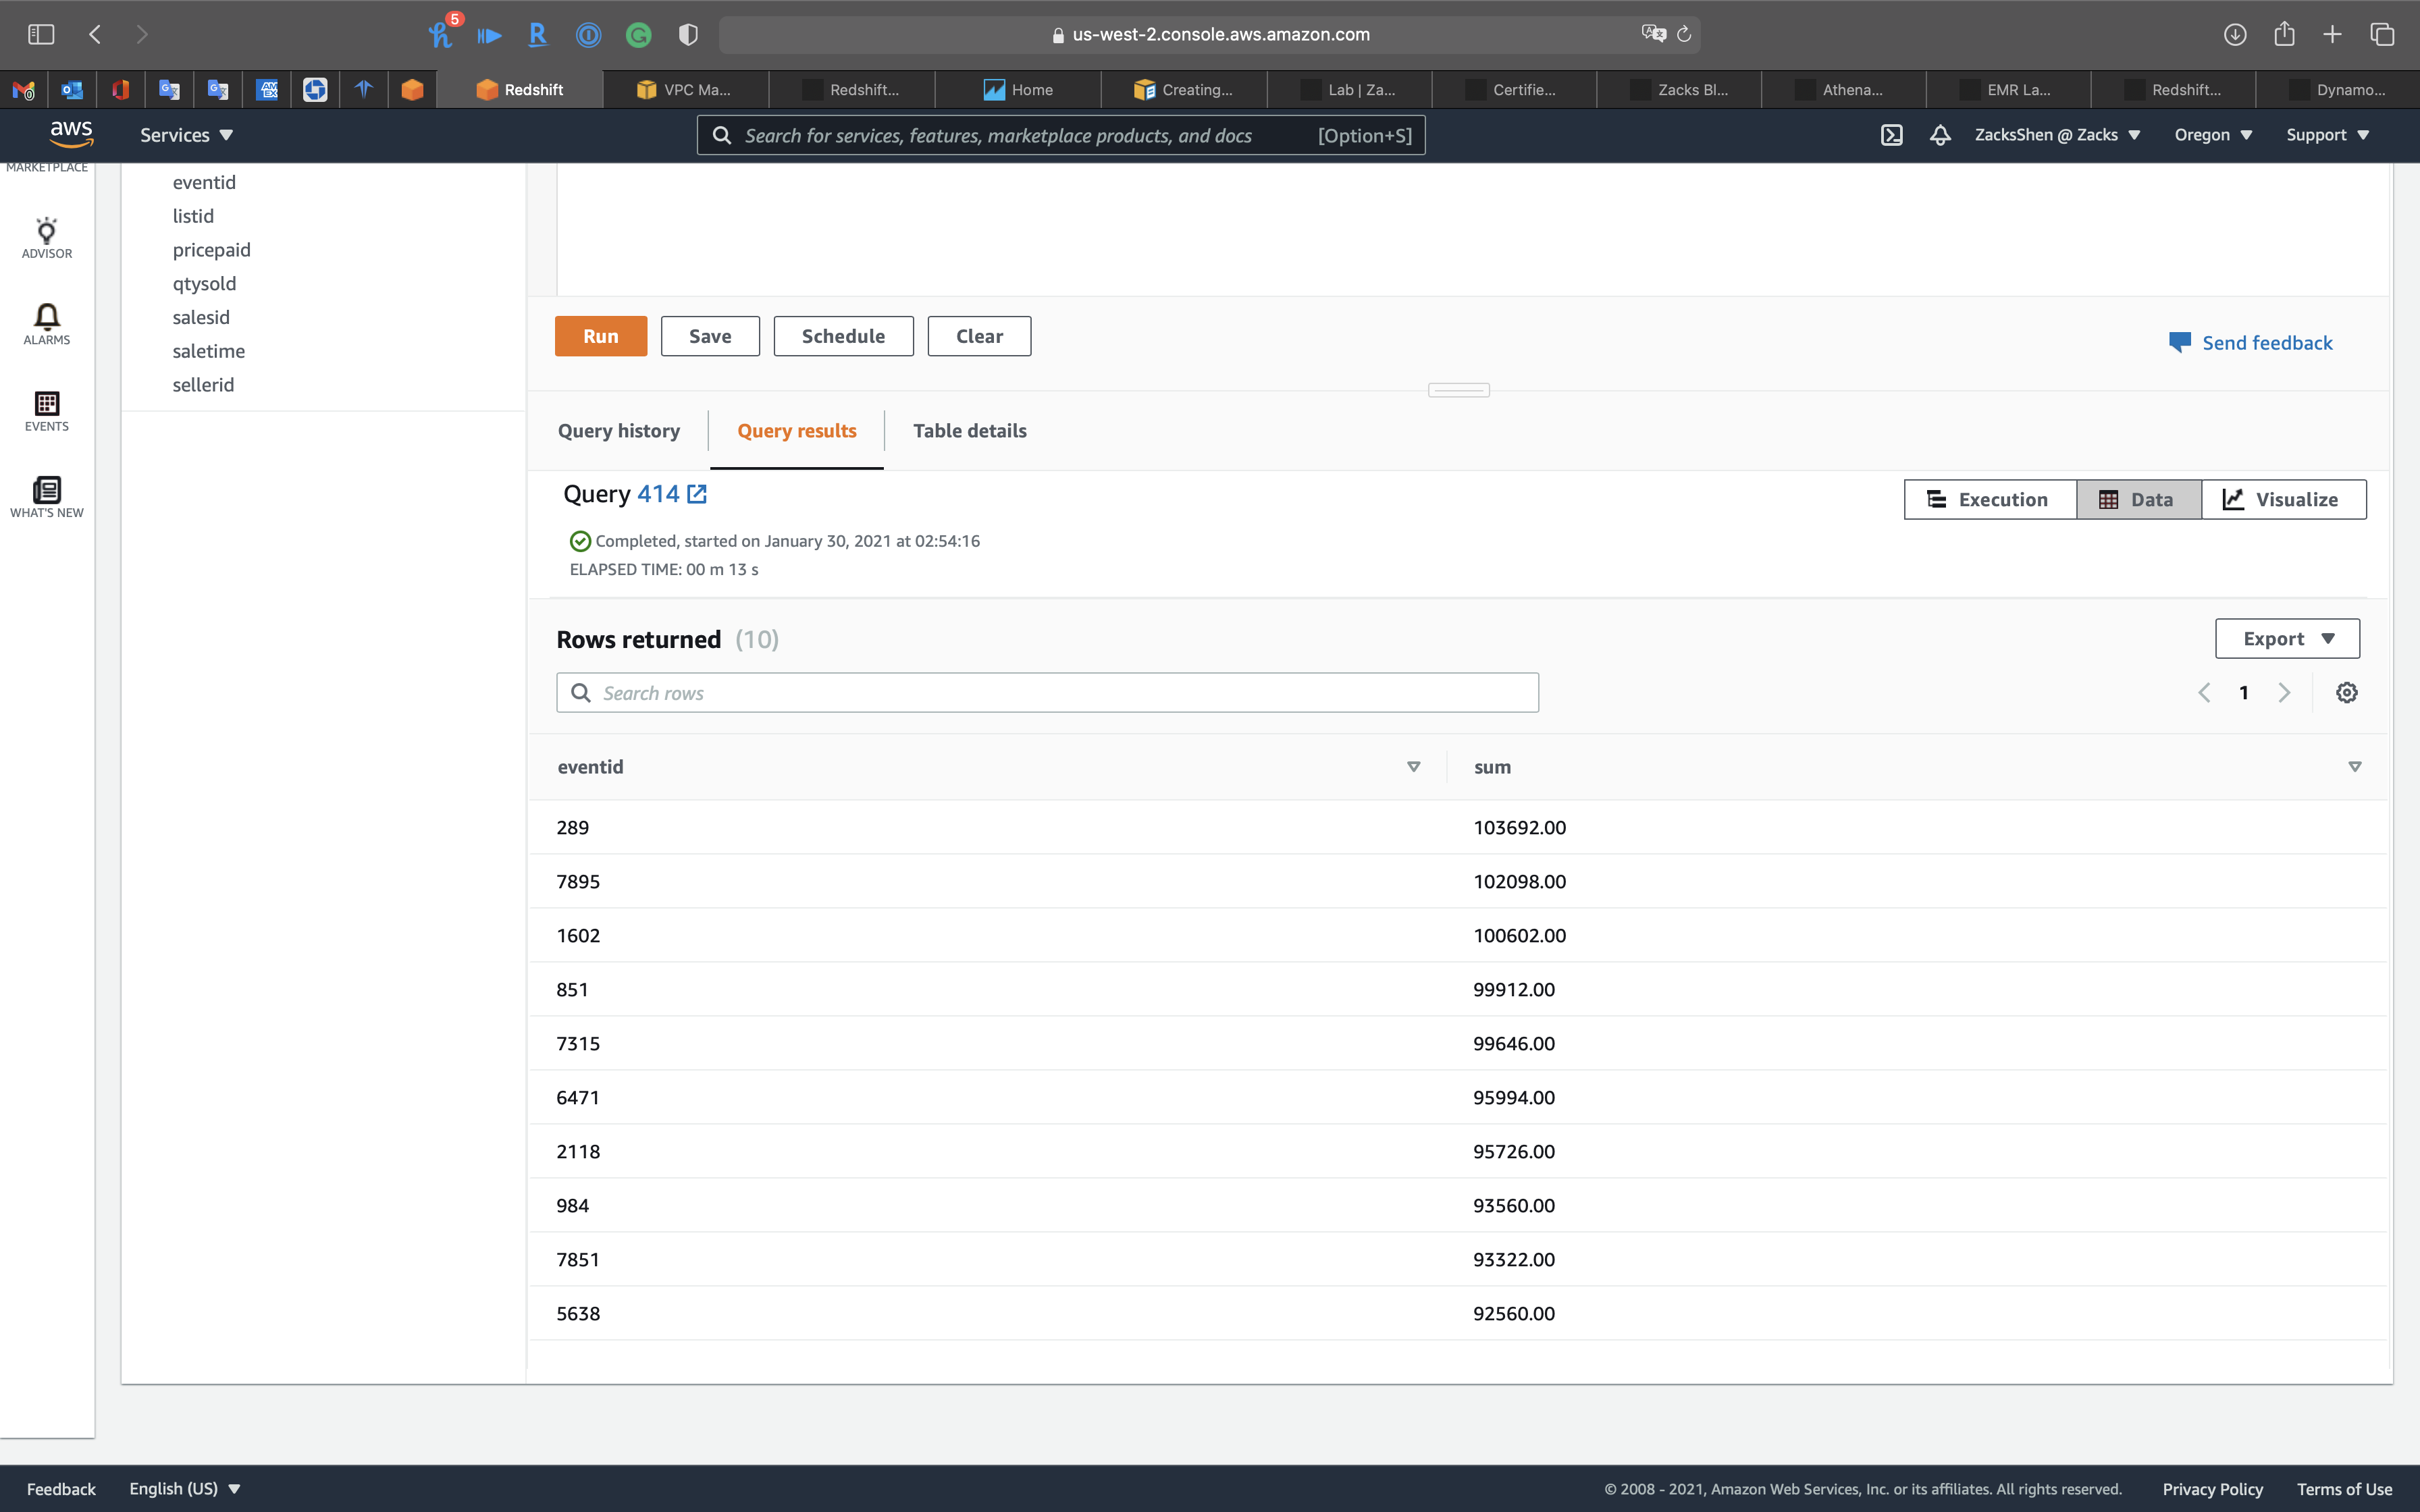 5
us-west-2.console.aws.amazon.com
Redshift
VPC Ma...
Redshift...
Home
Creating...
Lab | Za...
Certifie...
Zacks Bl...
Athena...
EMR La...
Redshift...
Dynamo...
aws
Services
Search for services, features, marketplace products, and docs
[Option+S]
ZacksShen @ Zacks
Oregon
Support
MARKETPLACE
ADVISOR
ALARMS
EVENTS
WHAT'S NEW
eventid
listid
pricepaid
qtysold
salesid
saletime
sellerid
Run
Save
Schedule
Clear
Send feedback
Query history
Query results
Table details
Query 414
Execution
Data
Visualize
Completed, started on January 30, 2021 at 02:54:16
ELAPSED TIME: 00 m 13 s
Rows returned (10)
Export
Search rows
1
eventid sum
289 103692.00
7895 102098.00
1602 100602.00
851 99912.00
7315 99646.00
6471 95994.00
2118 95726.00
984 93560.00
7851 93322.00
5638 92560.00
Feedback
English (US)
© 2008 - 2021, Amazon Web Services, Inc. or its affiliates. All rights reserved.
Privacy Policy
Terms of Use